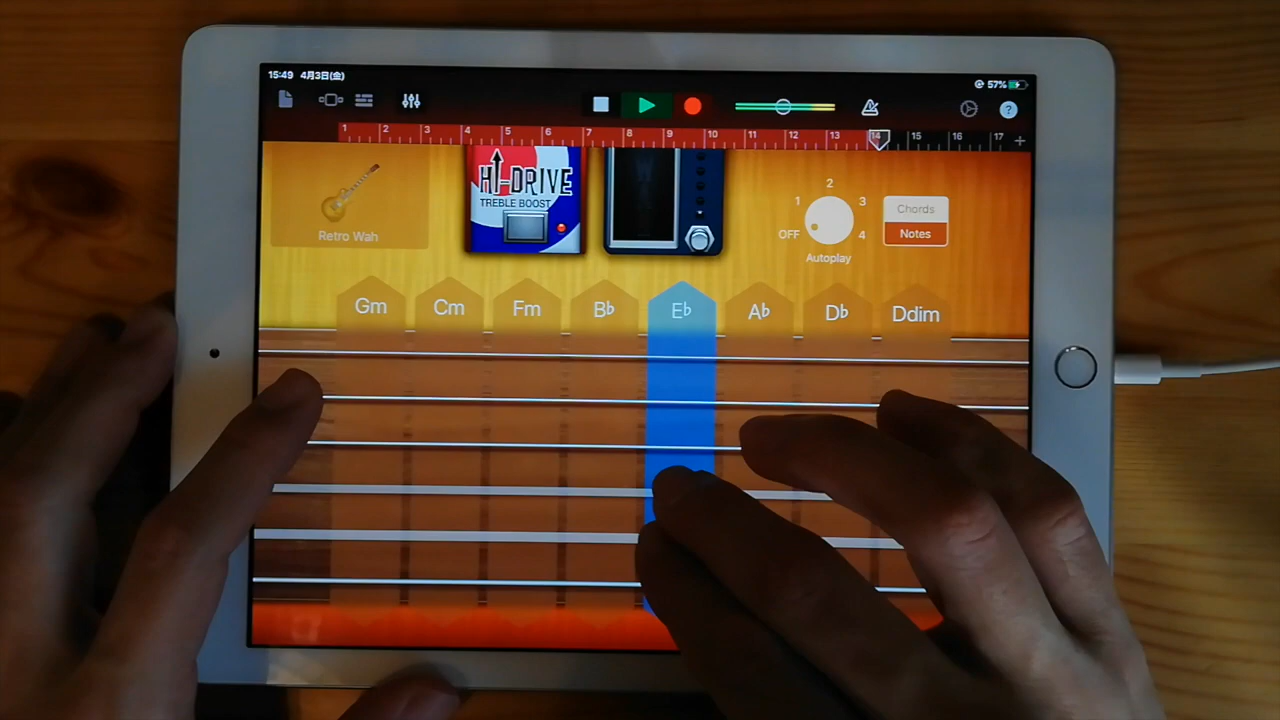 15:49 4月3日(金)
57%
1 2 3 4 5 6 7 8 9 10 11 12 13 14 15 16 17 +
?
HI-DRIVE
TREBLE BOOST
Retro Wah
OFF 1 2 3 4
Autoplay
Chords
Notes
Gm Cm Fm B♭ E♭ A♭ D♭ Ddim